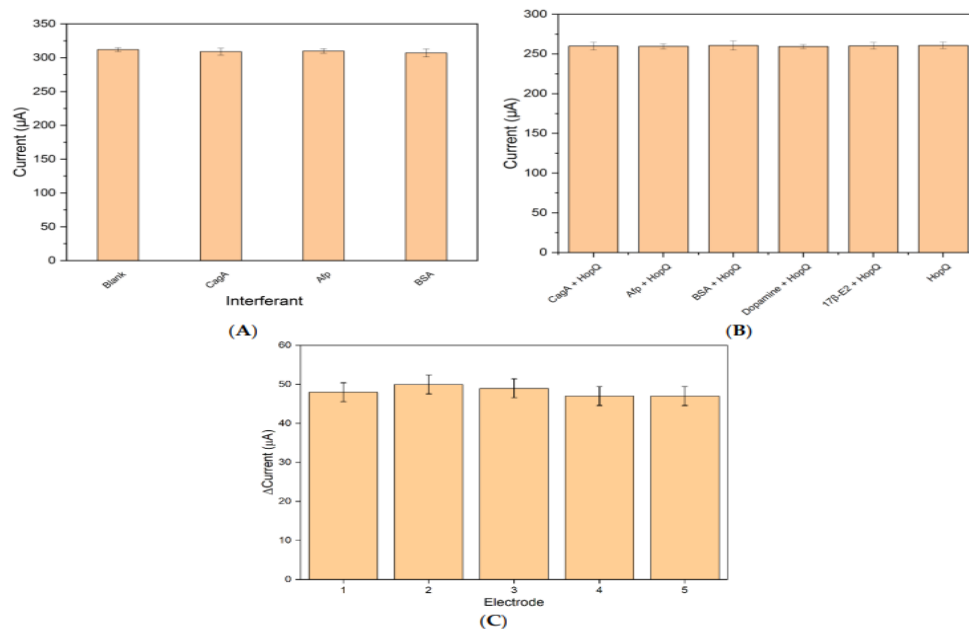 350
300
250
200
150
100
50
0
Current (µA)
Blank
CagA
Afp
BSA
Interferant
(A)
300
250
200
150
100
50
0
Current (µA)
CagA + HopQ
Afp + HopQ
BSA + HopQ
Dopamine + HopQ
17β-E2 + HopQ
HopQ
(B)
60
50
40
30
20
10
0
ΔCurrent (µA)
1 2 3 4 5
Electrode
(C)